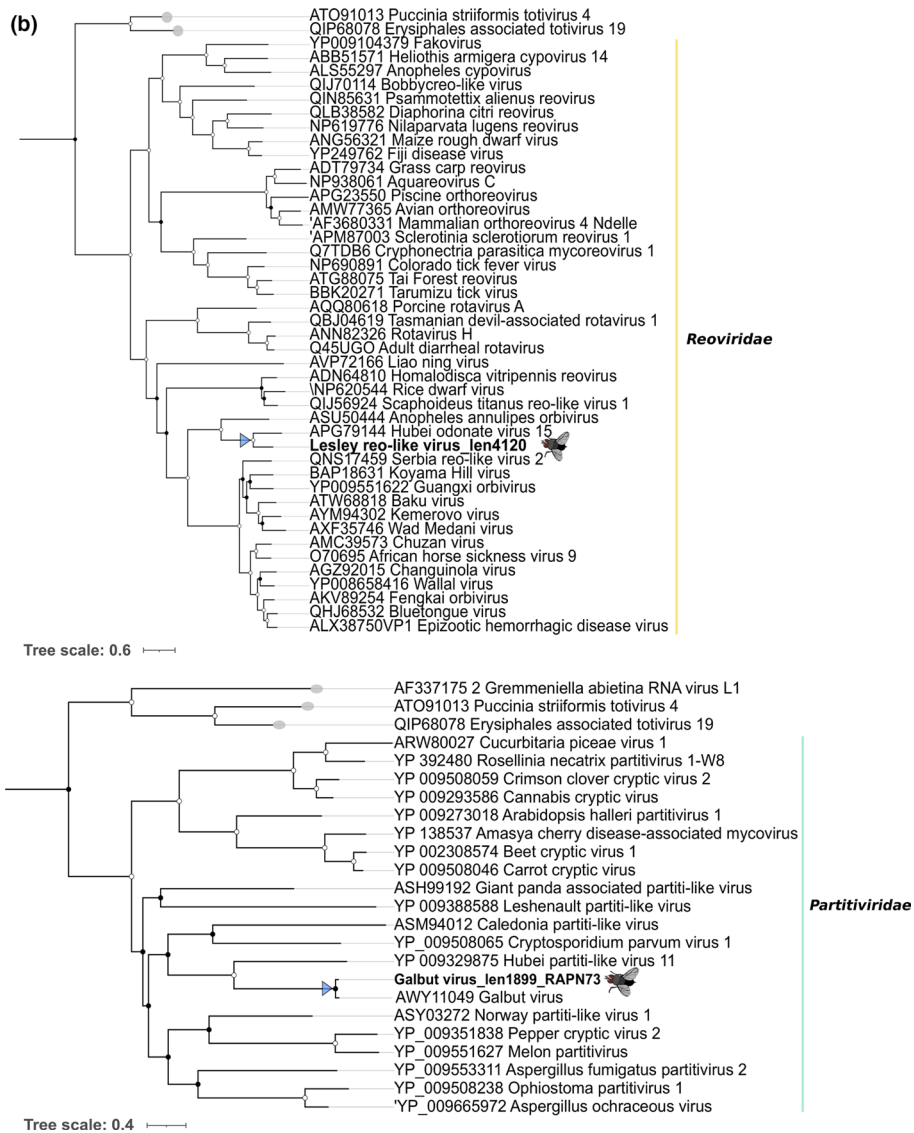 (b)
ATO91013 Puccinia striiformis totivirus 4
QIP68078 Erysiphales associated totivirus 19
YP009104379 Fakovirus
ABB51571 Heliothis armigera cypovirus 14
ALS55297 Anopheles cypovirus
QIJ70114 Bobbycreo-like virus
QIN85631 Psammotettix alienus reovirus
QLB38582 Diaphorina citri reovirus
NP619776 Nilaparvata lugens reovirus
ANG56321 Maize rough dwarf virus
YP249762 Fiji disease virus
ADT79734 Grass carp reovirus
NP938061 Aquareovirus C
APG23550 Piscine orthoreovirus
AMW77365 Avian orthoreovirus
'AF3680331 Mammalian orthoreovirus 4 Ndelle
'APM87003 Sclerotinia sclerotiorum reovirus 1
Q7TDB6 Cryphonectria parasitica mycoreovirus 1
NP690891 Colorado tick fever virus
ATG88075 Tai Forest reovirus
BBK20271 Tarumizu tick virus
AQQ80618 Porcine rotavirus A
QBJ04619 Tasmanian devil-associated rotavirus 1
ANN82326 Rotavirus H
Q45UGO Adult diarrheal rotavirus
Reoviridae
AVP72166 Liao ning virus
ADN64810 Homalodisca vitripennis reovirus
\NP620544 Rice dwarf virus
QIJ56924 Scaphoideus titanus reo-like virus 1
ASU50444 Anopheles annulipes orbivirus
APG79144 Hubei odonate virus 15
Lesley reo-like virus_len4120
QNS17459 Serbia reo-like virus 2
BAP18631 Koyama Hill virus
YP009551622 Guangxi orbivirus
ATW68818 Baku virus
AYM94302 Kemerovo virus
AXF35746 Wad Medani virus
AMC39573 Chuzan virus
O70695 African horse sickness virus 9
AGZ92015 Changuinola virus
YP008658416 Wallal virus
AKV89254 Fengkai orbivirus
QHJ68532 Bluetongue virus
ALX38750VP1 Epizootic hemorrhagic disease virus
Tree scale: 0.6
AF337175 2 Gremmeniella abietina RNA virus L1
ATO91013 Puccinia striiformis totivirus 4
QIP68078 Erysiphales associated totivirus 19
ARW80027 Cucurbitaria piceae virus 1
YP 392480 Rosellinia necatrix partitivirus 1-W8
YP 009508059 Crimson clover cryptic virus 2
YP 009293586 Cannabis cryptic virus
YP 009273018 Arabidopsis halleri partitivirus 1
YP 138537 Amasya cherry disease-associated mycovirus
YP 002308574 Beet cryptic virus 1
YP 009508046 Carrot cryptic virus
ASH99192 Giant panda associated partiti-like virus
YP 009388588 Leshenault partiti-like virus
Partitiviridae
ASM94012 Caledonia partiti-like virus
YP_009508065 Cryptosporidium parvum virus 1
YP 009329875 Hubei partiti-like virus 11
Galbut virus_len1899_RAPN73
AWY11049 Galbut virus
ASY03272 Norway partiti-like virus 1
YP_009351838 Pepper cryptic virus 2
YP_009551627 Melon partitivirus
YP_009553311 Aspergillus fumigatus partitivirus 2
YP_009508238 Ophiostoma partitivirus 1
'YP_009665972 Aspergillus ochraceous virus
Tree scale: 0.4